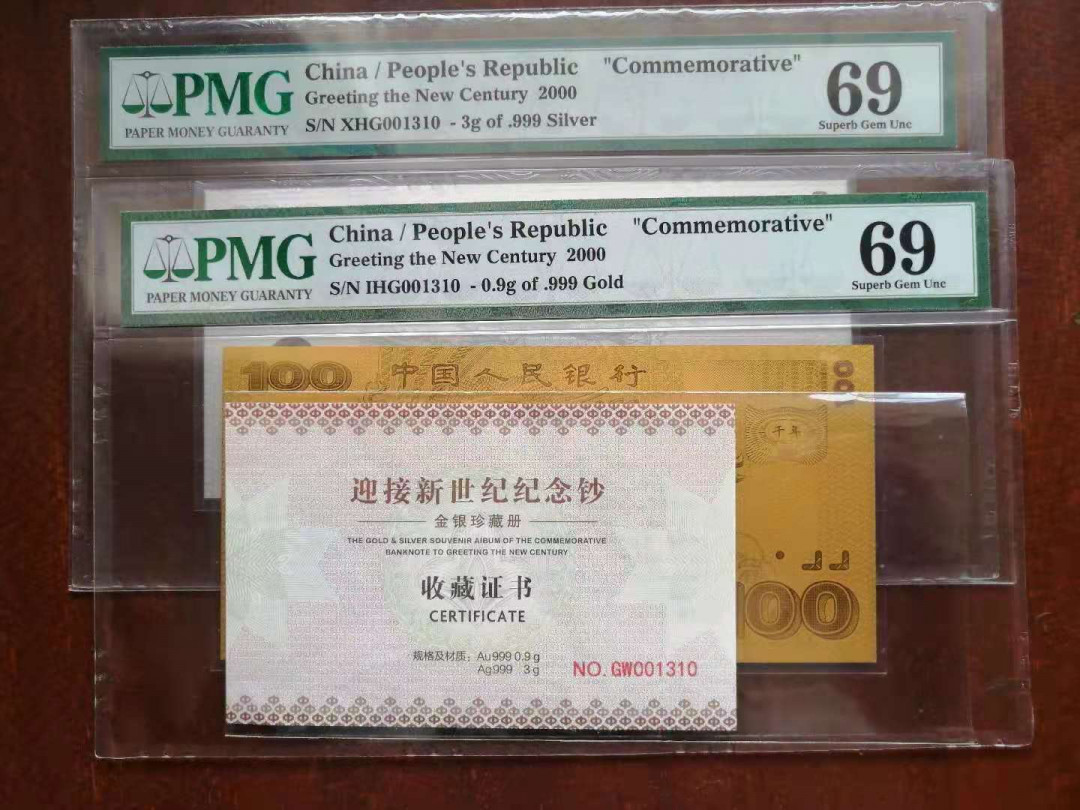 PMG
PAPER MONEY GUARANTY
China / People's Republic "Commemorative"
Greeting the New Century 2000
S/N XHG001310 - 3g of .999 Silver
69
Superb Gem Unc
PMG
PAPER MONEY GUARANTY
China / People's Republic "Commemorative"
Greeting the New Century 2000
S/N IHG001310 - 0.9g of .999 Gold
69
Superb Gem Unc
100 中国人民银行
100
千年
迎接新世纪纪念钞
金银珍藏册
THE GOLD & SILVER SOUVENIR AIBUM OF THE COMMEMORATIVE
BANKNOTE TO GREETING THE NEW CENTURY
收藏证书
CERTIFICATE
规格及材质：Au999 0.9g
Ag999 3g
NO. GW001310
100